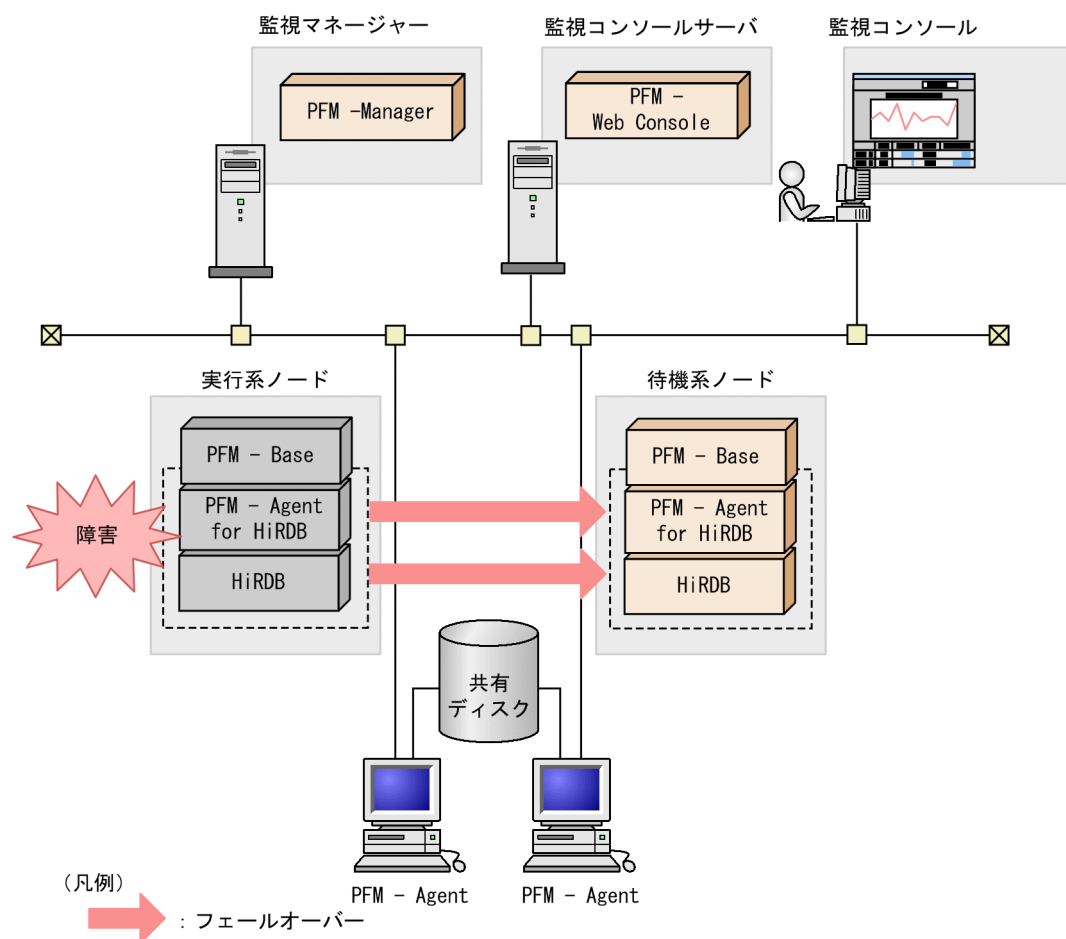 監視マネージャー
監視コンソールサーバ
監視コンソール
PFM -Manager
PFM －
Web Console
実行系ノード
待機系ノード
PFM － Base
PFM － Agent
for HiRDB
HiRDB
障害
PFM － Base
PFM － Agent
for HiRDB
HiRDB
共有
ディスク
PFM － Agent
PFM － Agent
（凡例）
：フェールオーバー